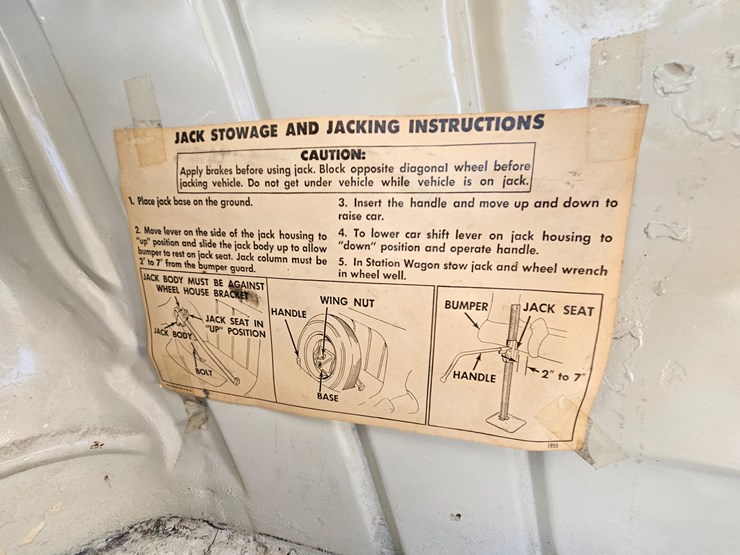 JACK STOWAGE AND JACKING INSTRUCTIONS
CAUTION:
Apply brakes before using jack. Block opposite diagonal wheel before
jacking vehicle. Do not get under vehicle while vehicle is on jack.
1. Place jack base on the ground.
2. Move lever on the side of the jack housing to
"up" position and slide the jack body up to allow
bumper to rest on jack seat. Jack column must be
2" to 7" from the bumper guard.
3. Insert the handle and move up and down to
raise car.
4. To lower car shift lever on jack housing to
"down" position and operate handle.
5. In Station Wagon stow jack and wheel wrench
in wheel well.
JACK BODY MUST BE AGAINST
WHEEL HOUSE BRACKET
JACK SEAT IN
"UP" POSITION
JACK BODY
BOLT
WING NUT
HANDLE
BASE
BUMPER
JACK SEAT
HANDLE
2" to 7"
1955